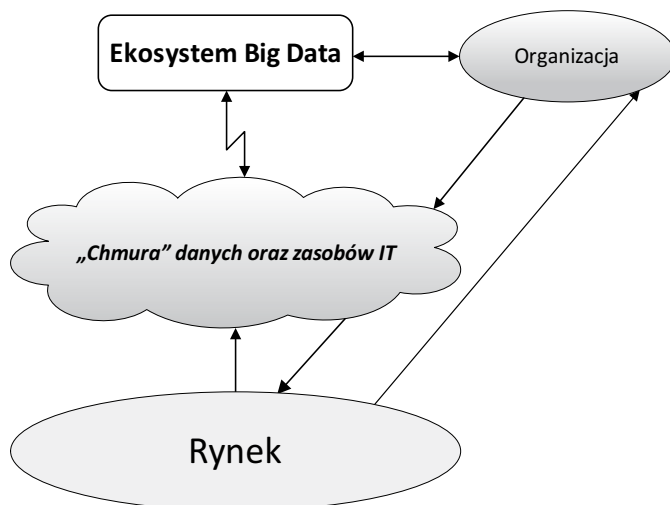 Ekosystem Big Data
Organizacja
„Chmura” danych oraz zasobów IT
Rynek